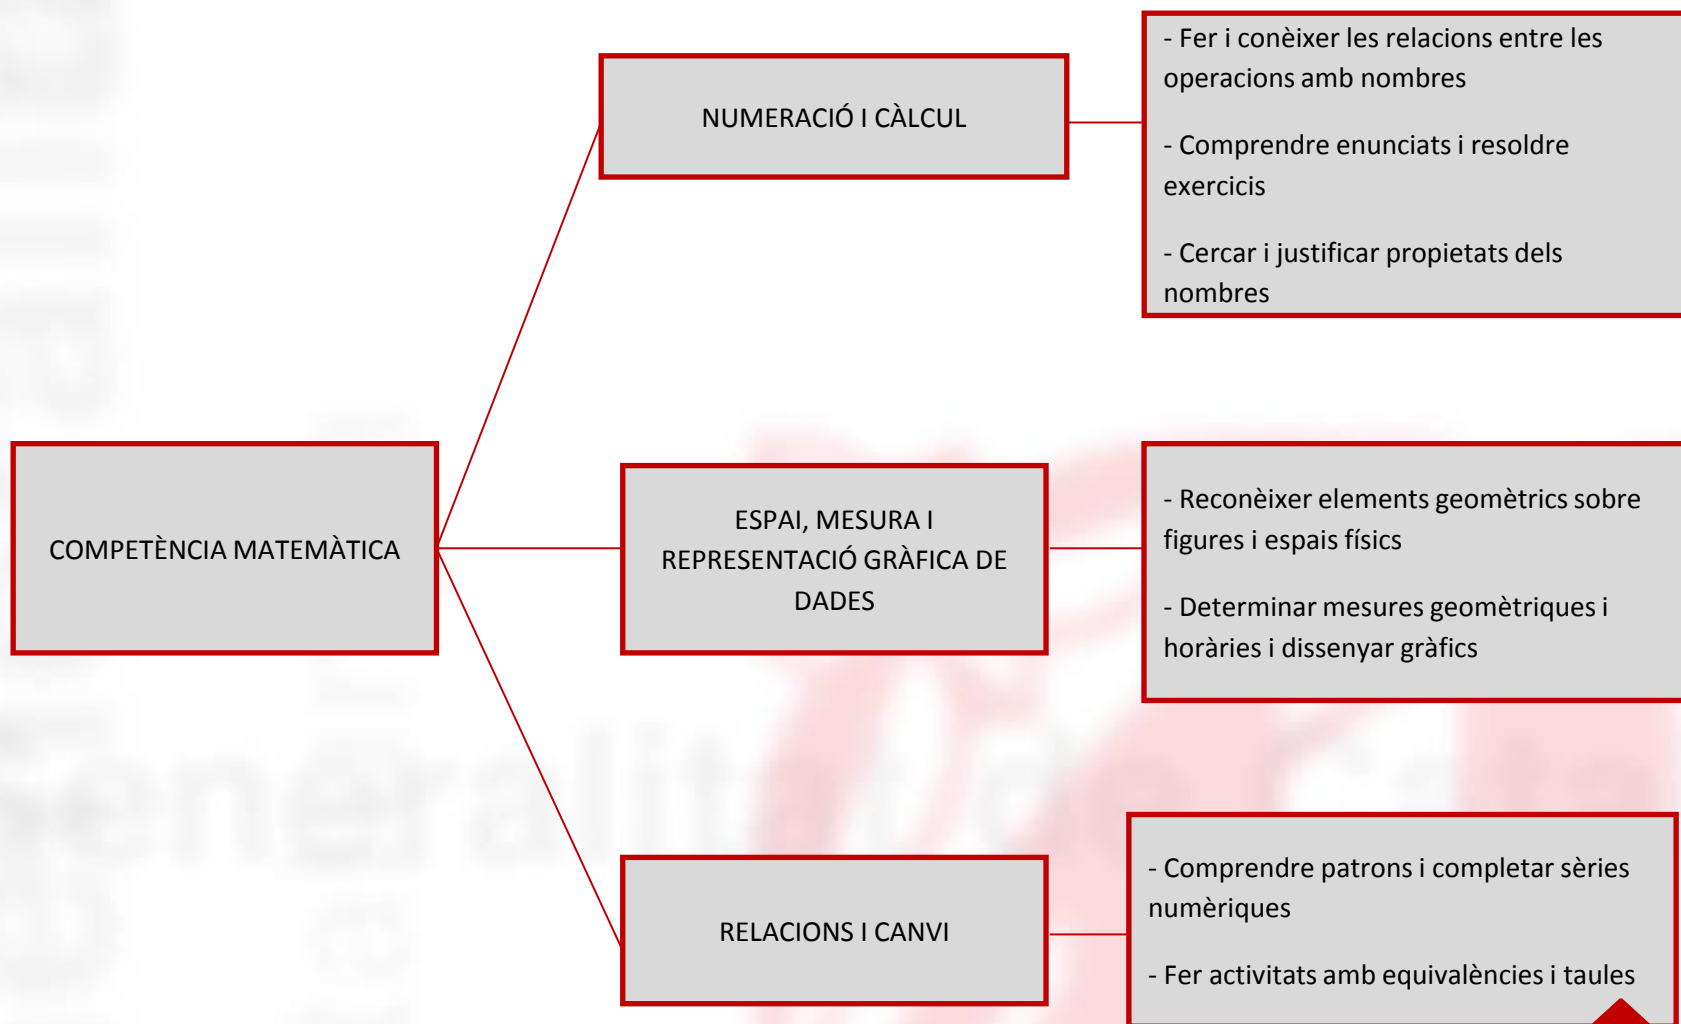 COMPETÈNCIA MATEMÀTICA
NUMERACIÓ I CÀLCUL
- Fer i conèixer les relacions entre les
operacions amb nombres
- Comprendre enunciats i resoldre
exercicis
- Cercar i justificar propietats dels
nombres
ESPAI, MESURA I
REPRESENTACIÓ GRÀFICA DE
DADES
- Reconèixer elements geomètrics sobre
figures i espais físics
- Determinar mesures geomètriques i
horàries i dissenyar gràfics
RELACIONS I CANVI
- Comprendre patrons i completar sèries
numèriques
- Fer activitats amb equivalències i taules